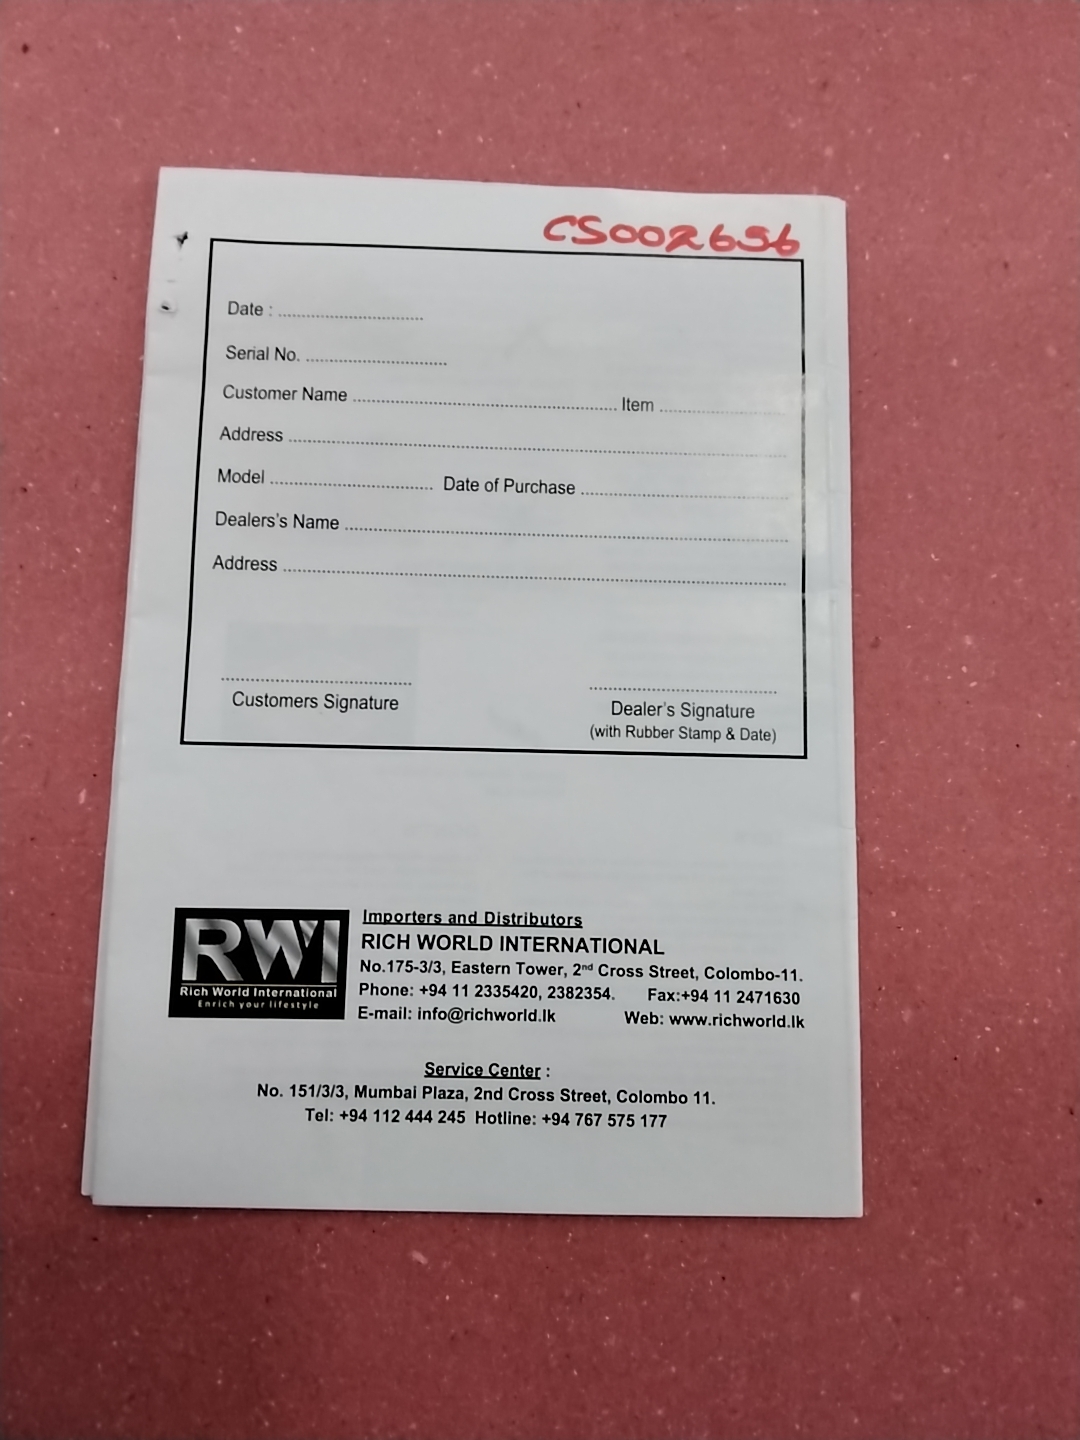 CS002656
Date : ..............................
Serial No. .............................
Customer Name ...................................................... Item ..........................
Address ......................................................................................................
Model .................................. Date of Purchase ..........................................
Dealers's Name ...........................................................................................
Address ......................................................................................................
....................................... .......................................
Customers Signature Dealer's Signature
(with Rubber Stamp & Date)
RWI
Rich World International
Enrich your lifestyle
Importers and Distributors
RICH WORLD INTERNATIONAL
No.175-3/3, Eastern Tower, 2nd Cross Street, Colombo-11.
Phone: +94 11 2335420, 2382354. Fax:+94 11 2471630
E-mail: info@richworld.lk Web: www.richworld.lk
Service Center :
No. 151/3/3, Mumbai Plaza, 2nd Cross Street, Colombo 11.
Tel: +94 112 444 245 Hotline: +94 767 575 177